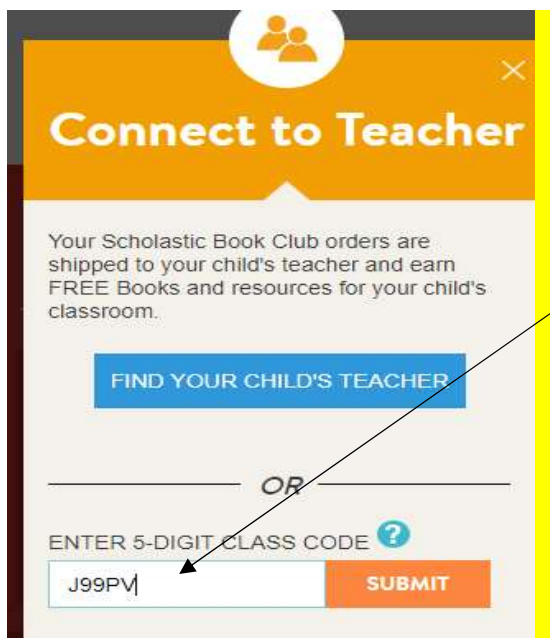 Connect to Teacher
Your Scholastic Book Club orders are
shipped to your child's teacher and earn
FREE Books and resources for your child's
classroom.
FIND YOUR CHILD'S TEACHER
OR
ENTER 5-DIGIT CLASS CODE ?
J99PV
SUBMIT